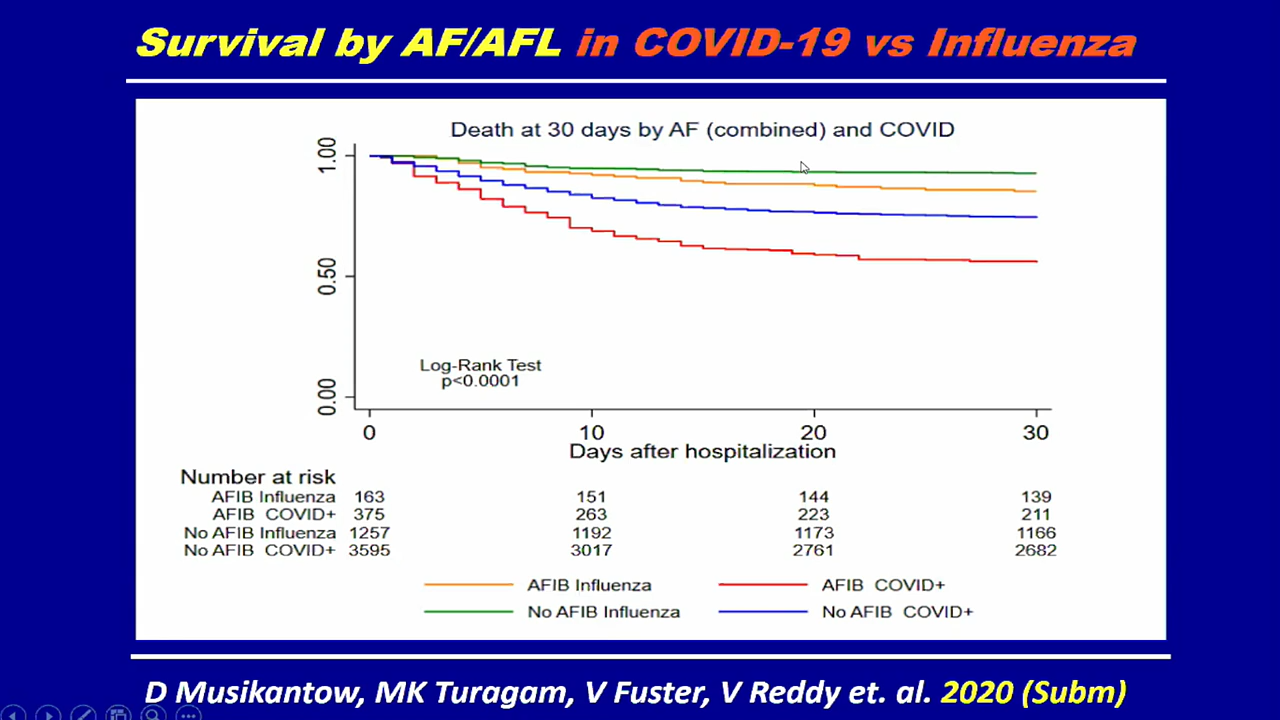 Survival by AF/AFL in COVID-19 vs Influenza
Death at 30 days by AF (combined) and COVID
1.00
0.50
0.00
Log-Rank Test
p<0.0001
0 10 20 30
Days after hospitalization
Number at risk
AFIB Influenza 163 151 144 139
AFIB COVID+ 375 263 223 211
No AFIB Influenza 1257 1192 1173 1166
No AFIB COVID+ 3595 3017 2761 2682
AFIB Influenza AFIB COVID+
No AFIB Influenza No AFIB COVID+
D Musikantow, MK Turagam, V Fuster, V Reddy et. al. 2020 (Subm)